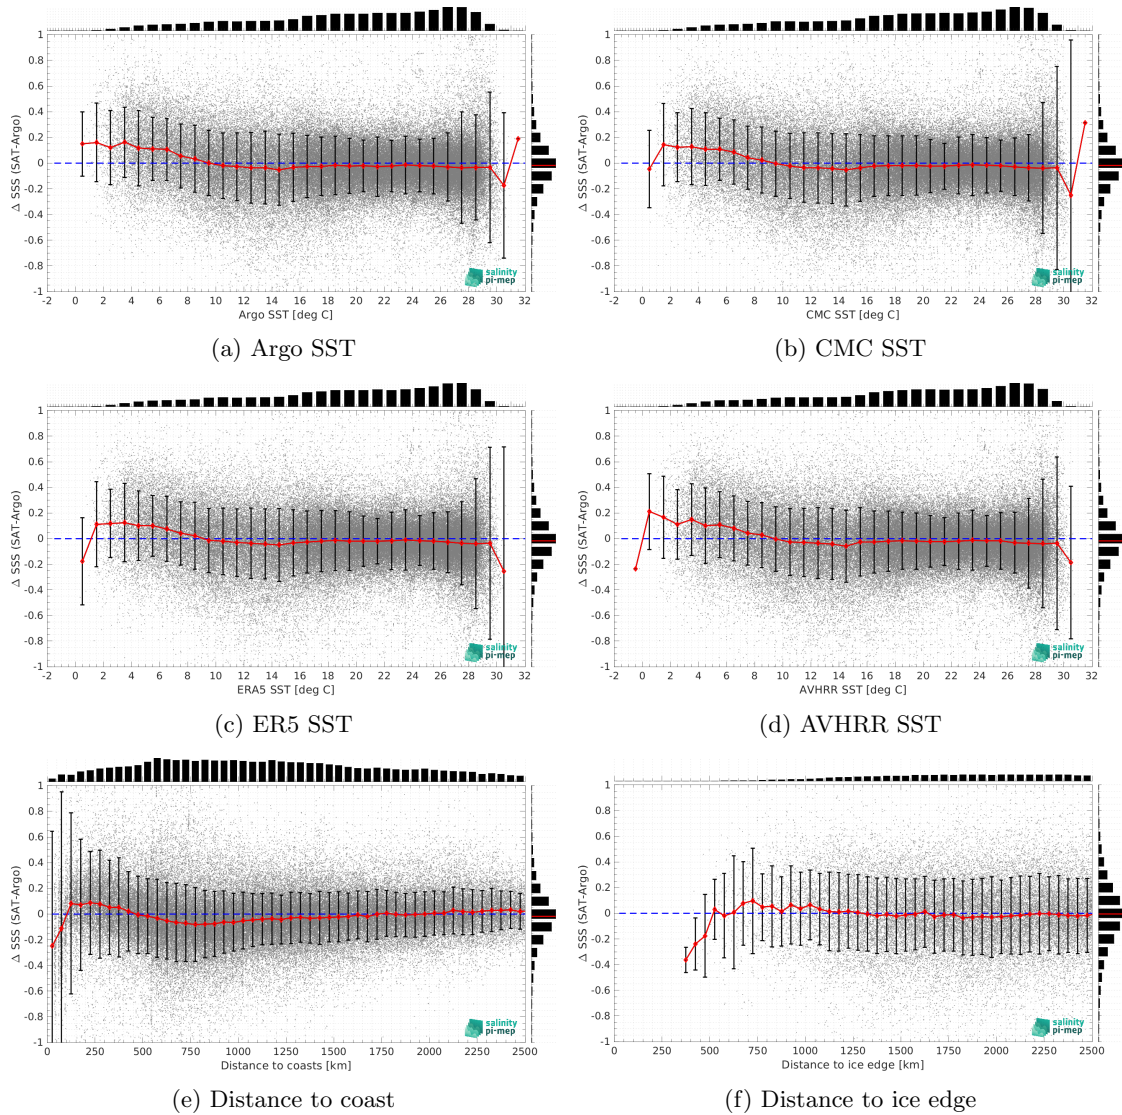 1
0.8
0.6
0.4
0.2
0
-0.2
-0.4
-0.6
-0.8
-1
Δ SSS (SAT-Argo)
salinity
pi-mep
-2 0 2 4 6 8 10 12 14 16 18 20 22 24 26 28 30 32
Argo SST [deg C]
(a) Argo SST
1
0.8
0.6
0.4
0.2
0
-0.2
-0.4
-0.6
-0.8
-1
Δ SSS (SAT-Argo)
salinity
pi-mep
-2 0 2 4 6 8 10 12 14 16 18 20 22 24 26 28 30 32
CMC SST [deg C]
(b) CMC SST
1
0.8
0.6
0.4
0.2
0
-0.2
-0.4
-0.6
-0.8
-1
Δ SSS (SAT-Argo)
salinity
pi-mep
-2 0 2 4 6 8 10 12 14 16 18 20 22 24 26 28 30 32
ERA5 SST [deg C]
(c) ER5 SST
1
0.8
0.6
0.4
0.2
0
-0.2
-0.4
-0.6
-0.8
-1
Δ SSS (SAT-Argo)
salinity
pi-mep
-2 0 2 4 6 8 10 12 14 16 18 20 22 24 26 28 30 32
AVHRR SST [deg C]
(d) AVHRR SST
1
0.8
0.6
0.4
0.2
0
-0.2
-0.4
-0.6
-0.8
-1
Δ SSS (SAT-Argo)
salinity
pi-mep
0 250 500 750 1000 1250 1500 1750 2000 2250 2500
Distance to coasts [km]
(e) Distance to coast
1
0.8
0.6
0.4
0.2
0
-0.2
-0.4
-0.6
-0.8
-1
Δ SSS (SAT-Argo)
salinity
pi-mep
0 250 500 750 1000 1250 1500 1750 2000 2250 2500
Distance to ice edge [km]
(f) Distance to ice edge